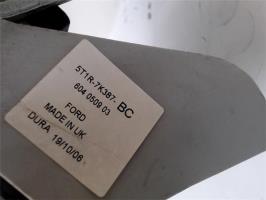 5T1R-7K387- BC
604 0509 03
FORD
MADE IN UK
DURA 19/10/06